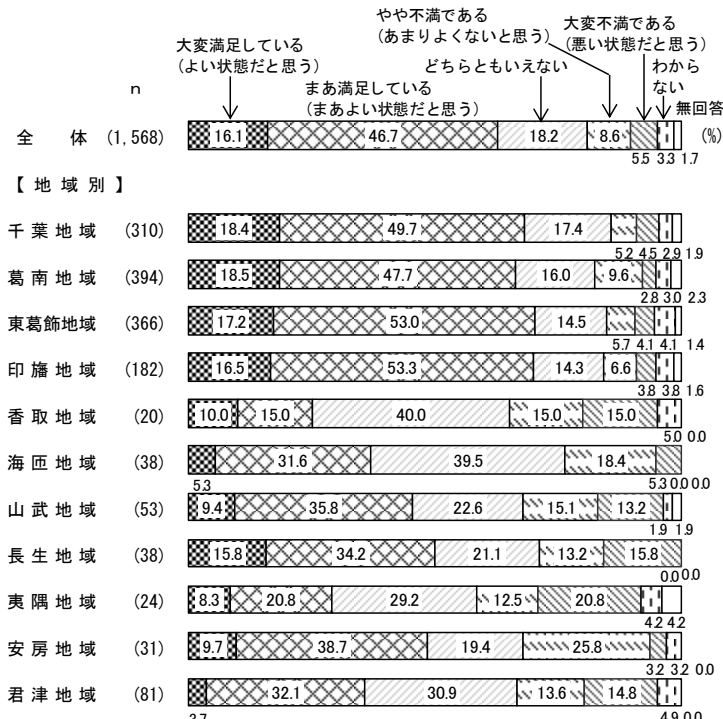 やや不満である
(あまりよくないと思う)
大変不満である
(悪い状態だと思う)
大変満足している
(よい状態だと思う)
どちらともいえない
わから
ない
n
まあ満足している
(まあよい状態だと思う)
無回答
全 体 (1,568) 16.1 46.7 18.2 8.6 (%)
5.5 3.3 1.7
【地域別】
千葉地域 (310) 18.4 49.7 17.4
5.2 4.5 2.9 1.9
葛南地域 (394) 18.5 47.7 16.0 9.6
2.8 3.0 2.3
東葛飾地域 (366) 17.2 53.0 14.5
5.7 4.1 4.1 1.4
印旛地域 (182) 16.5 53.3 14.3 6.6
3.8 3.8 1.6
香取地域 (20) 10.0 15.0 40.0 15.0 15.0
5.0 0.0
海匝地域 (38) 31.6 39.5 18.4
5.3 5.3 0.0 0.0
山武地域 (53) 9.4 35.8 22.6 15.1 13.2
1.9 1.9
長生地域 (38) 15.8 34.2 21.1 13.2 15.8
0.0 0.0
夷隅地域 (24) 8.3 20.8 29.2 12.5 20.8
4.2 4.2
安房地域 (31) 9.7 38.7 19.4 25.8
3.2 3.2 0.0
君津地域 (81) 32.1 30.9 13.6 14.8
3.7 4.9 0.0